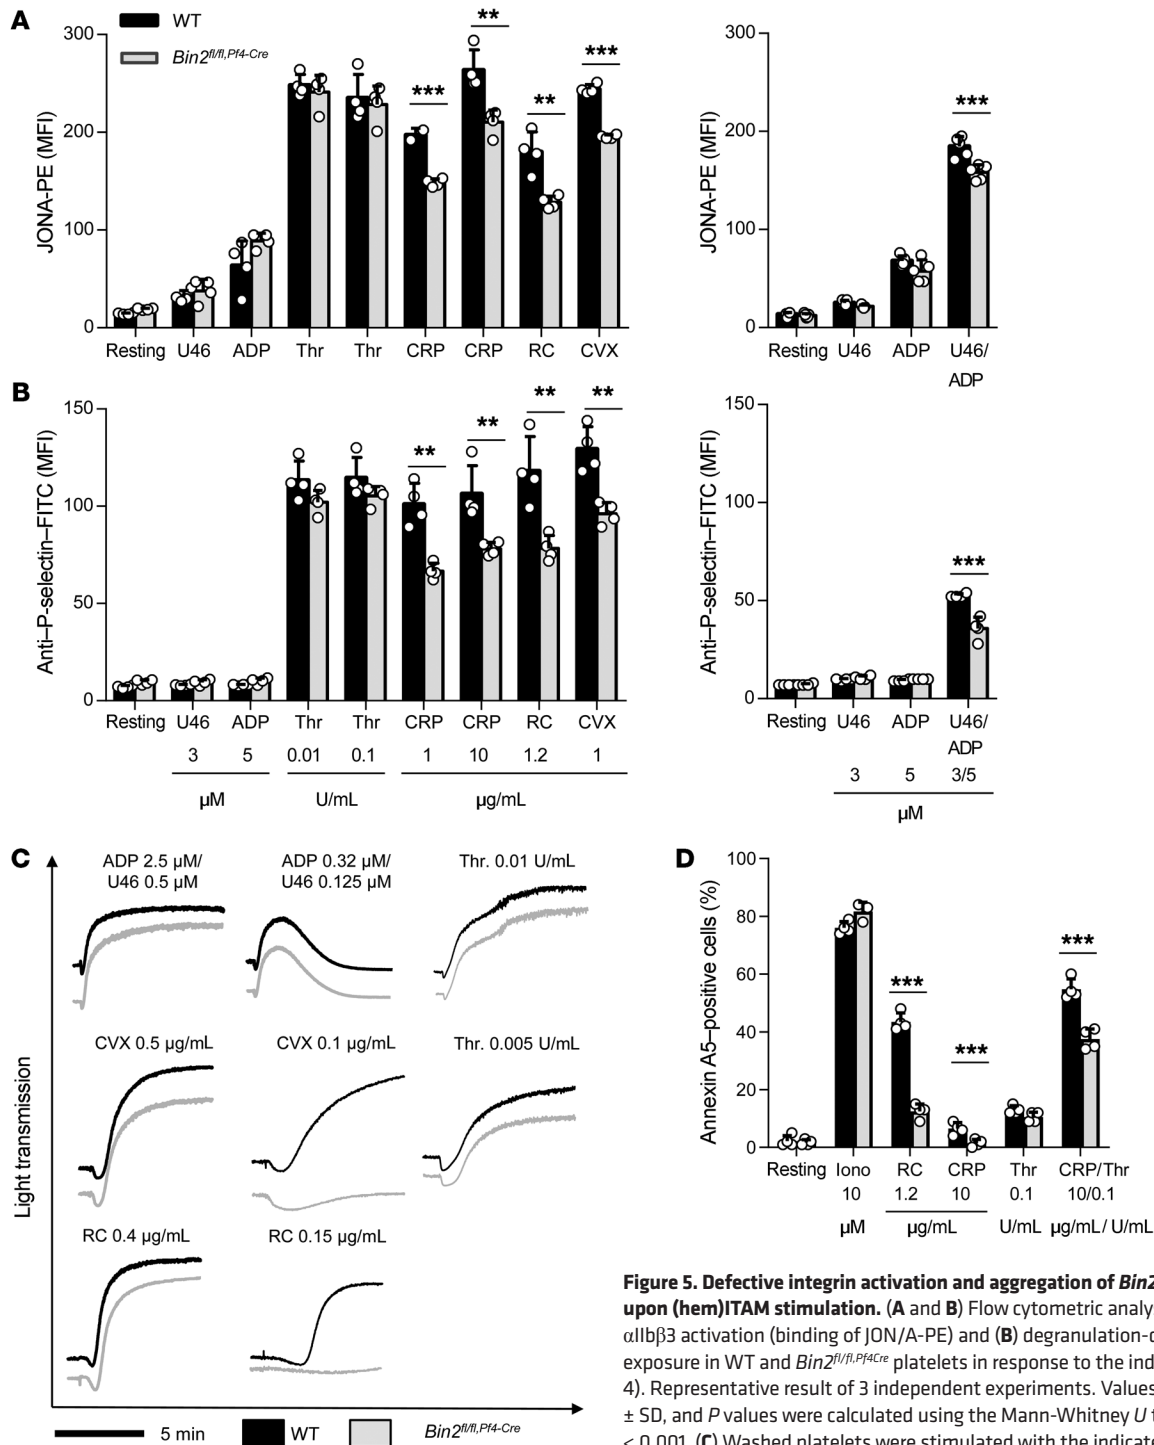 A
WT
Bin2fl/fl,Pf4-Cre
JONA-PE (MFI)
300
200
100
0
*** ** ** ***
Resting U46 ADP Thr Thr CRP CRP RC CVX
JONA-PE (MFI)
300
200
100
0
***
Resting U46 ADP U46/
ADP
B
Anti–P-selectin–FITC (MFI)
150
100
50
0
** ** ** **
Resting U46 ADP Thr Thr CRP CRP RC CVX
3 5 0.01 0.1 1 10 1.2 1
µM U/mL µg/mL
Anti–P-selectin–FITC (MFI)
150
100
50
0
***
Resting U46 ADP U46/
ADP
3 5 3/5
µM
C
Light transmission
ADP 2.5 µM/
U46 0.5 µM
ADP 0.32 µM/
U46 0.125 µM
Thr. 0.01 U/mL
CVX 0.5 µg/mL
CVX 0.1 µg/mL
Thr. 0.005 U/mL
RC 0.4 µg/mL
RC 0.15 µg/mL
5 min
WT
Bin2fl/fl,Pf4-Cre
D
Annexin A5–positive cells (%)
100
80
60
40
20
0
*** *** ***
Resting Iono RC CRP Thr CRP/Thr
10 1.2 10 0.1 10/0.1
µM µg/mL U/mL µg/mL/ U/mL
Figure 5. Defective integrin activation and aggregation of Bin2
upon (hem)ITAM stimulation. (A and B) Flow cytometric analys
αIIbβ3 activation (binding of JON/A-PE) and (B) degranulation-d
exposure in WT and Bin2fl/fl,Pf4Cre platelets in response to the ind
4). Representative result of 3 independent experiments. Values
± SD, and P values were calculated using the Mann-Whitney U t
< 0.001. (C) Washed platelets were stimulated with the indicate